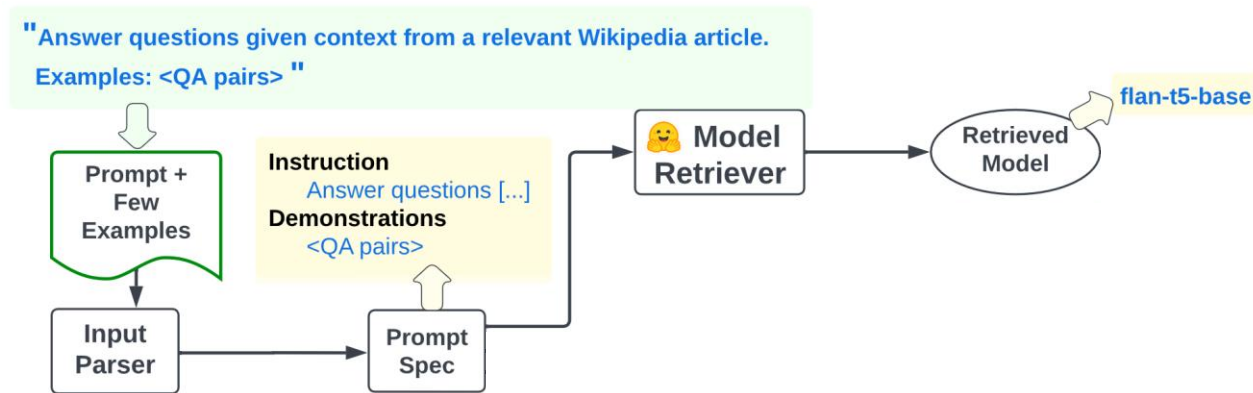 "Answer questions given context from a relevant Wikipedia article.
Examples: <QA pairs> "
flan-t5-base
Model
Retriever
Retrieved
Model
Instruction
Answer questions [...]
Demonstrations
<QA pairs>
Prompt +
Few
Examples
Input
Parser
Prompt
Spec